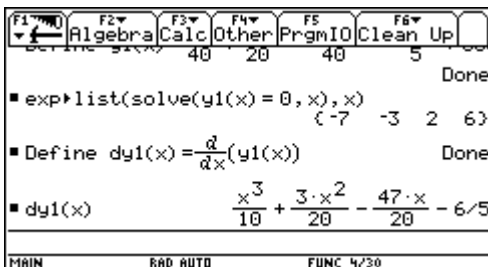 F1 F2 F3 F4 F5 F6
Algebra Calc Other PrgmIO Clean Up
40 20 40 5
Done
▪ exp▸list(solve(y1(x) = 0, x), x)
{-7 -3 2 6}
▪ Define dy1(x) = d/dx(y1(x)) Done
▪ dy1(x) x^3/10 + 3·x^2/20 - 47·x/20 - 6/5
MAIN RAD AUTO FUNC 4/30